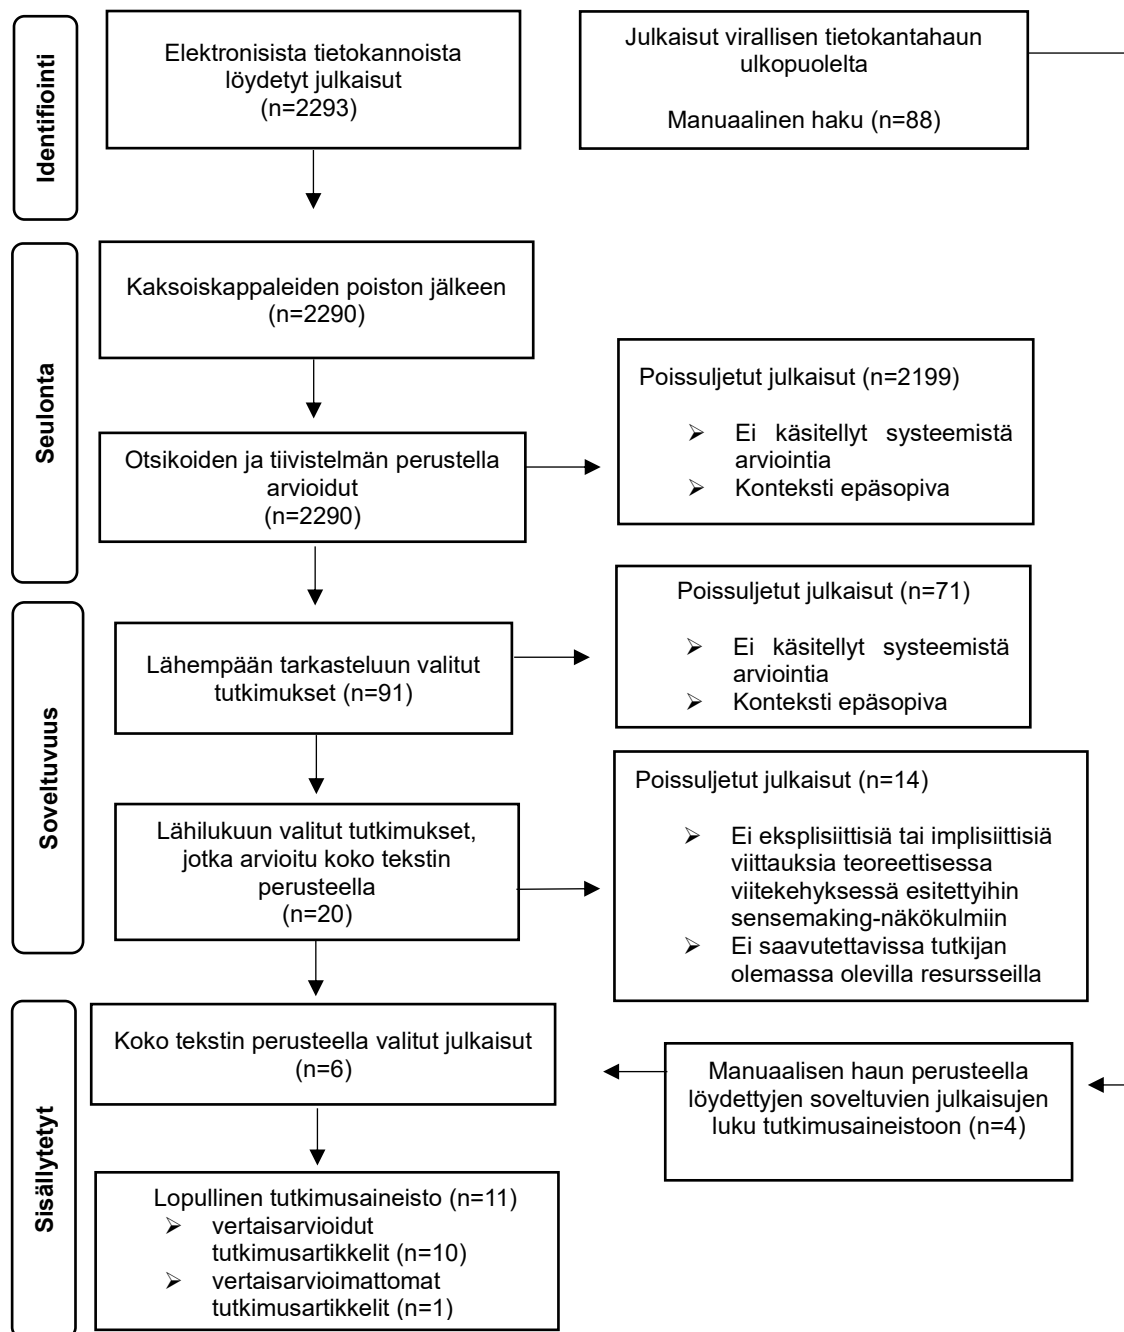 Identifiointi
Elektronisista tietokannoista
löydetyt julkaisut
(n=2293)
Julkaisut virallisen tietokantahaun
ulkopuolelta
Manuaalinen haku (n=88)
Seulonta
Kaksoiskappaleiden poiston jälkeen
(n=2290)
Otsikoiden ja tiivistelmän perustella
arvioidut
(n=2290)
Poissuljetut julkaisut (n=2199)
➢ Ei käsitellyt systeemistä
arviointia
➢ Konteksti epäsopiva
Soveltuvuus
Lähempään tarkasteluun valitut
tutkimukset (n=91)
Poissuljetut julkaisut (n=71)
➢ Ei käsitellyt systeemistä
arviointia
➢ Konteksti epäsopiva
Lähilukuun valitut tutkimukset,
jotka arvioitu koko tekstin
perusteella
(n=20)
Poissuljetut julkaisut (n=14)
➢ Ei eksplisiittisiä tai implisiittisiä
viittauksia teoreettisessa
viitekehyksessä esitettyihin
sensemaking-näkökulmiin
➢ Ei saavutettavissa tutkijan
olemassa olevilla resursseilla
Sisällytetyt
Koko tekstin perusteella valitut julkaisut
(n=6)
Manuaalisen haun perusteella
löydettyjen soveltuvien julkaisujen
luku tutkimusaineistoon (n=4)
Lopullinen tutkimusaineisto (n=11)
➢ vertaisarvioidut
tutkimusartikkelit (n=10)
➢ vertaisarvioimattomat
tutkimusartikkelit (n=1)